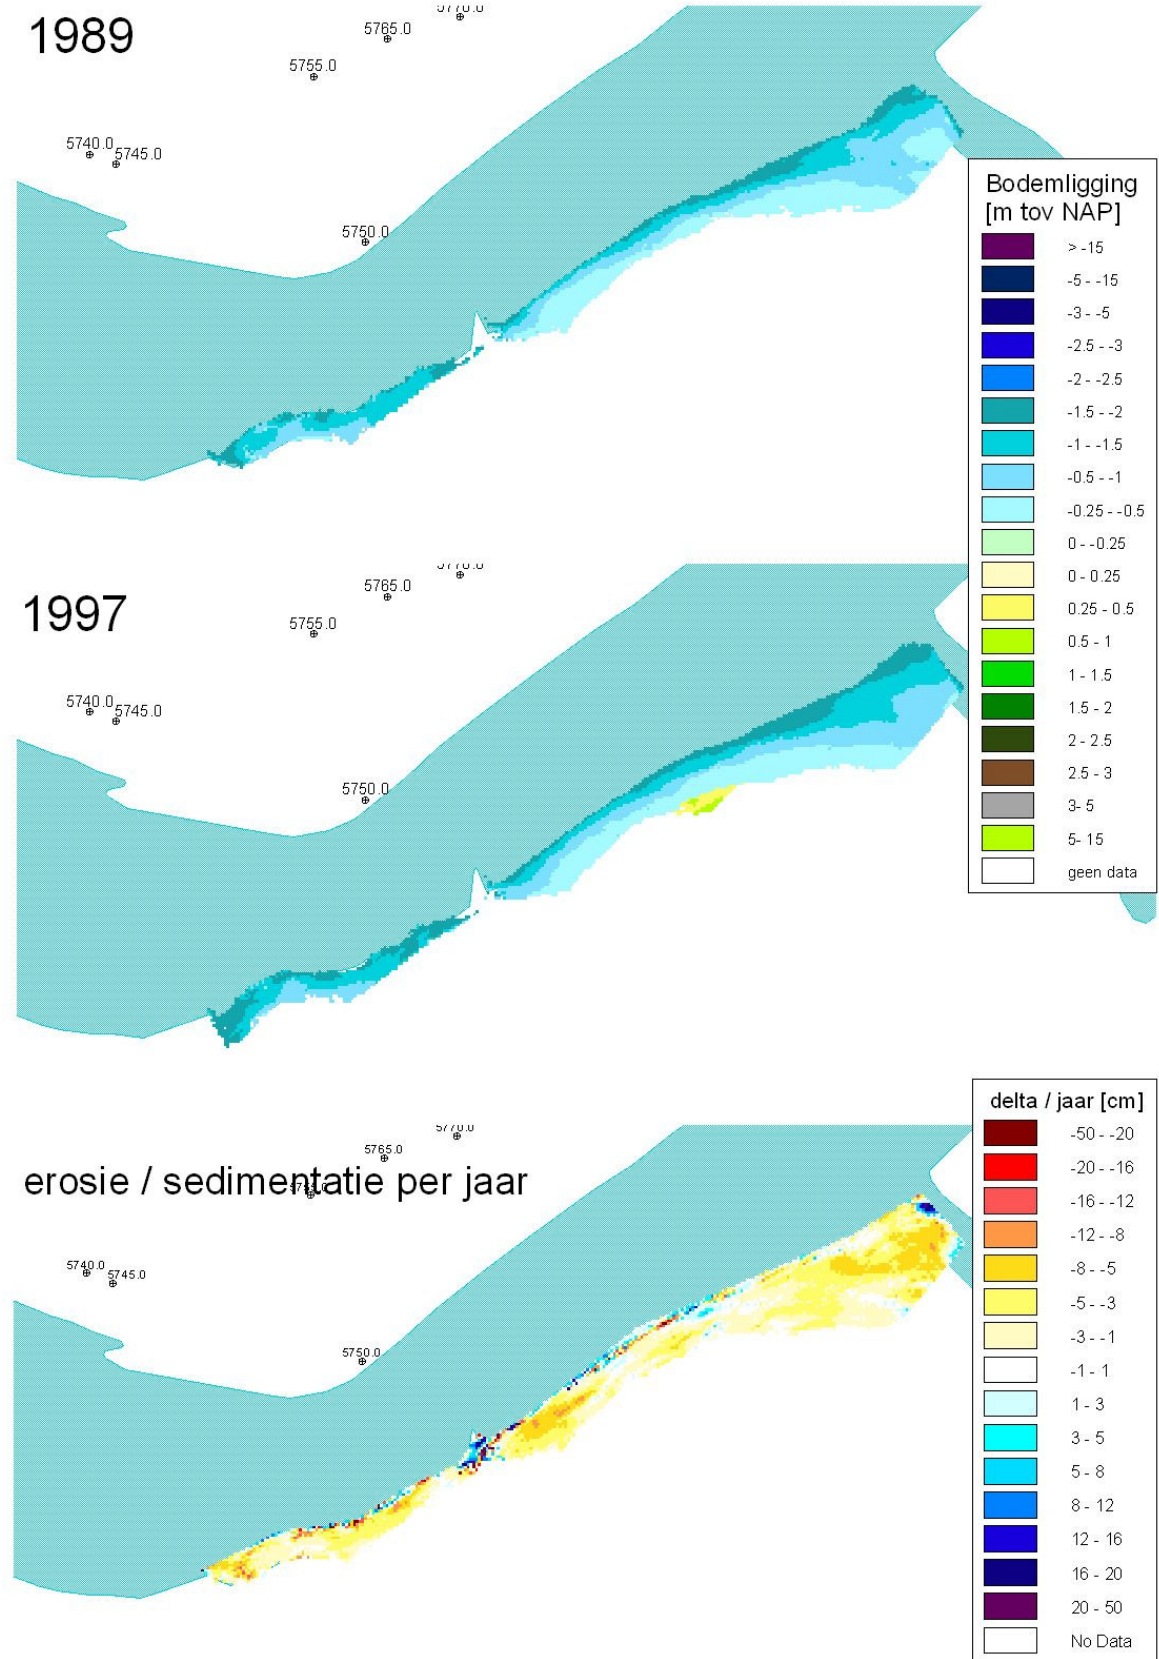 1989
5765.0
5755.0
5740.0
5745.0
5750.0
Bodemligging
[m tov NAP]
> -15
-5 - -15
-3 - -5
-2.5 - -3
-2 - -2.5
-1.5 - -2
-1 - -1.5
-0.5 - -1
-0.25 - -0.5
0 - -0.25
0 - 0.25
0.25 - 0.5
0.5 - 1
1 - 1.5
1.5 - 2
2 - 2.5
2.5 - 3
3- 5
5- 15
geen data
1997
5765.0
5755.0
5740.0
5745.0
5750.0
erosie / sedimentatie per jaar
5770.0
5765.0
5740.0
5745.0
5750.0
delta / jaar [cm]
-50 - -20
-20 - -16
-16 - -12
-12 - -8
-8 - -5
-5 - -3
-3 - -1
-1 - 1
1 - 3
3 - 5
5 - 8
8 - 12
12 - 16
16 - 20
20 - 50
No Data